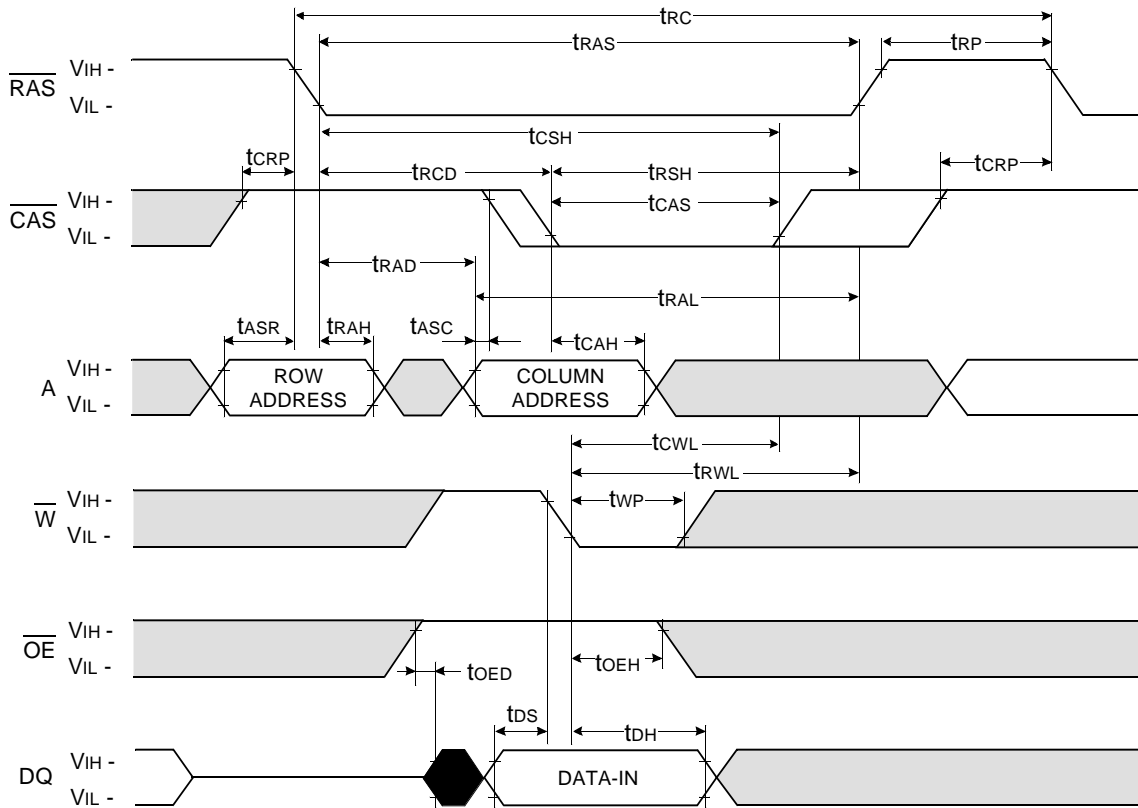 tRC
tRAS
tRP
RAS
VIH -
VIL -
tCSH
tCRP
tRCD
tRSH
tCRP
CAS
VIH -
VIL -
tCAS
tRAD
tRAL
tASR
tRAH
tASC
tCAH
A
VIH -
VIL -
ROW
ADDRESS
COLUMN
ADDRESS
tCWL
tRWL
W
VIH -
VIL -
tWP
OE
VIH -
VIL -
tOED
tOEH
tDS
tDH
DQ
VIH -
VIL -
DATA-IN